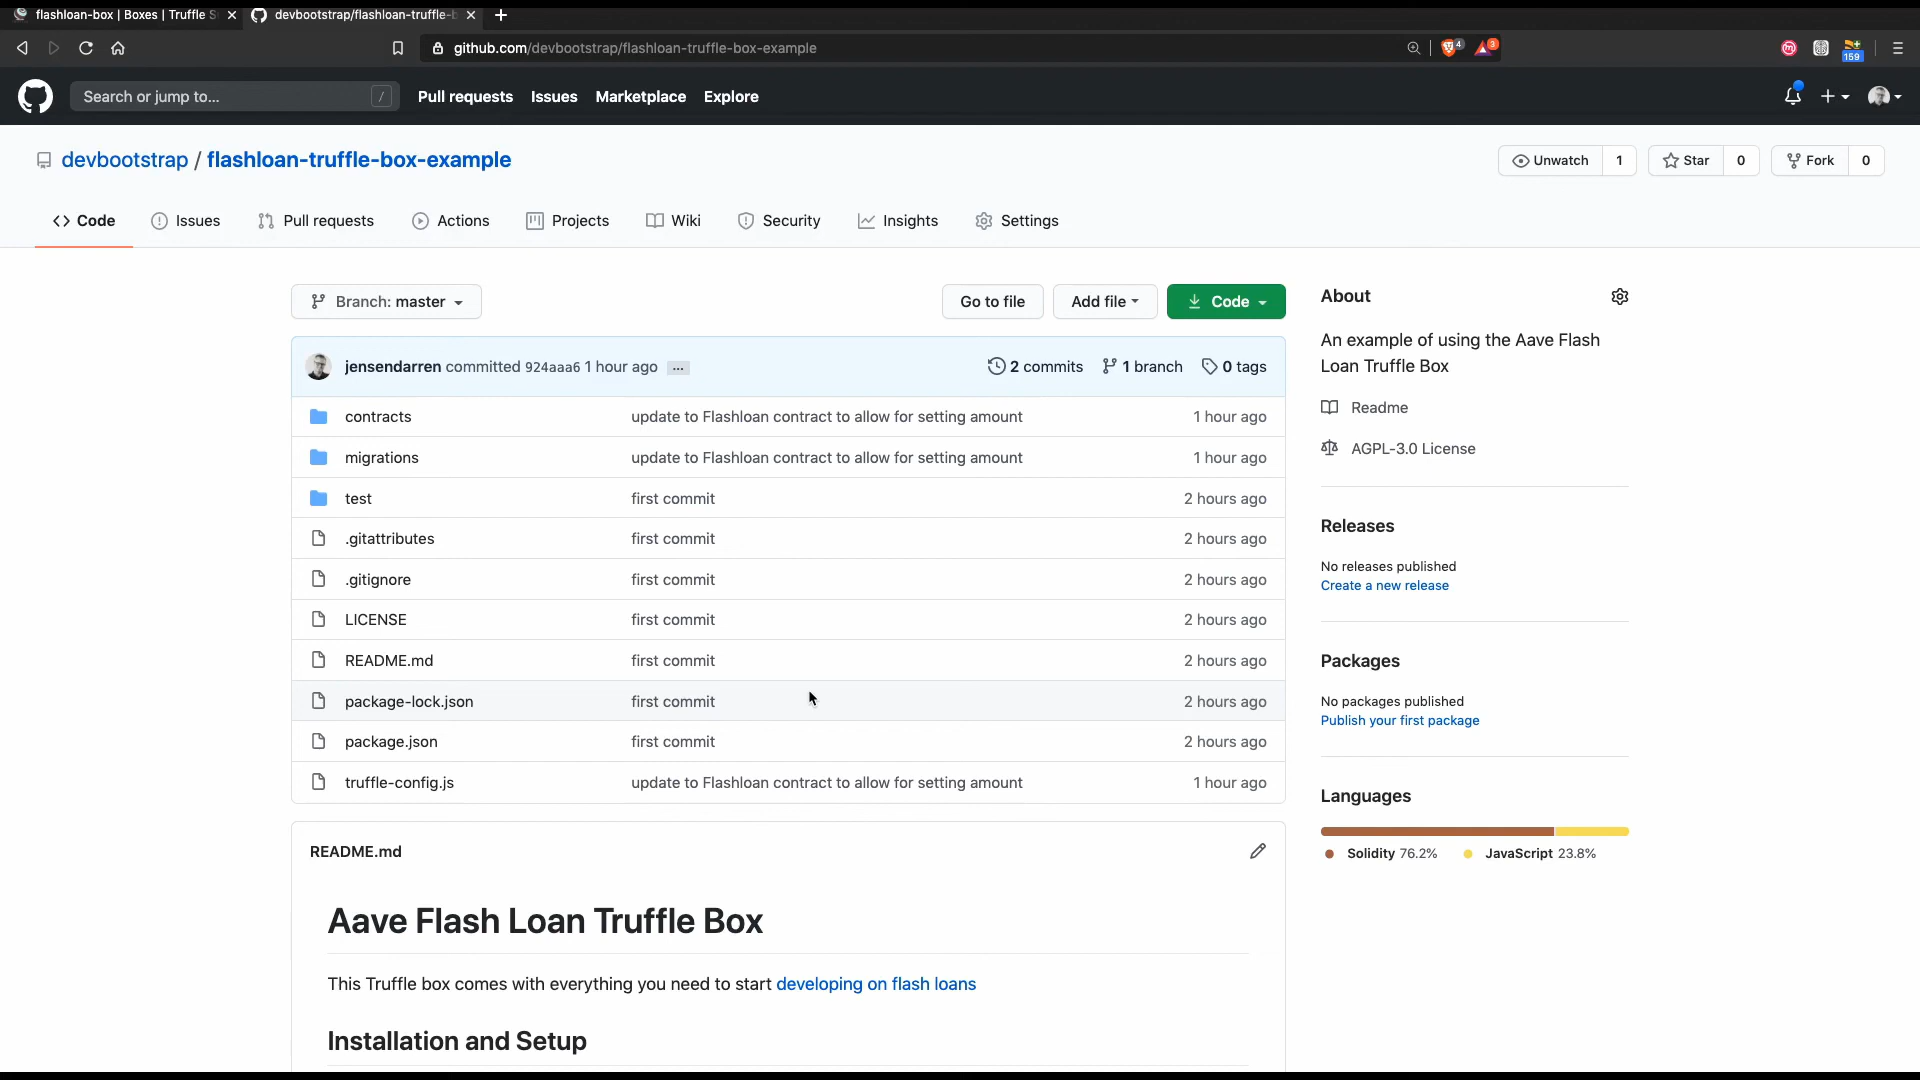 flashloan-box | Boxes | Truffle S
devbootstrap/flashloan-truffle-b
github.com/devbootstrap/flashloan-truffle-box-example
4
3
159
Search or jump to...
/
Pull requests
Issues
Marketplace
Explore
devbootstrap / flashloan-truffle-box-example
Unwatch 1
Star 0
Fork 0
Code
Issues
Pull requests
Actions
Projects
Wiki
Security
Insights
Settings
Branch: master
Go to file
Add file
Code
jensendarren committed 924aaa6 1 hour ago ...
2 commits
1 branch
0 tags
contracts update to Flashloan contract to allow for setting amount 1 hour ago
migrations update to Flashloan contract to allow for setting amount 1 hour ago
test first commit 2 hours ago
.gitattributes first commit 2 hours ago
.gitignore first commit 2 hours ago
LICENSE first commit 2 hours ago
README.md first commit 2 hours ago
package-lock.json first commit 2 hours ago
package.json first commit 2 hours ago
truffle-config.js update to Flashloan contract to allow for setting amount 1 hour ago
README.md
Aave Flash Loan Truffle Box
This Truffle box comes with everything you need to start developing on flash loans
Installation and Setup
About
An example of using the Aave Flash
Loan Truffle Box
Readme
AGPL-3.0 License
Releases
No releases published
Create a new release
Packages
No packages published
Publish your first package
Languages
Solidity 76.2% JavaScript 23.8%